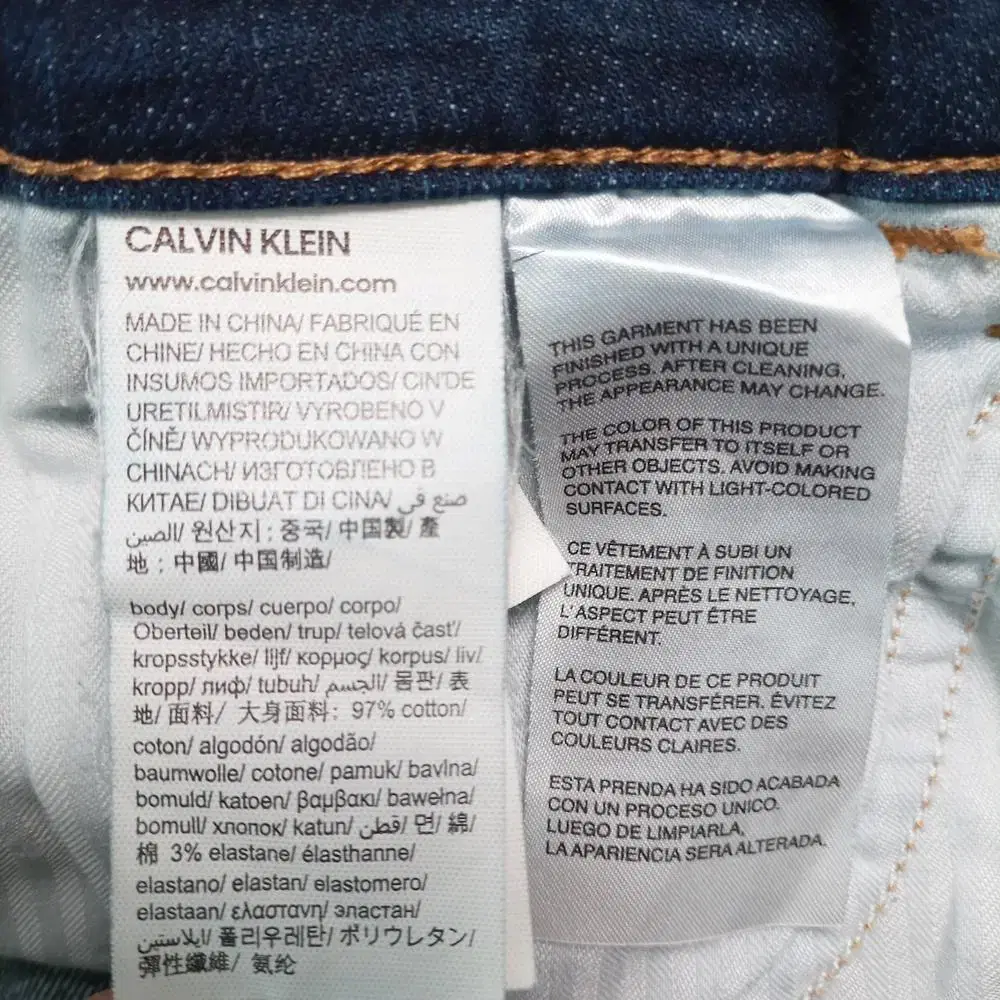 CALVIN KLEIN
www.calvinklein.com
MADE IN CHINA/ FABRIQUÉ EN
CHINE/ HECHO EN CHINA CON
INSUMOS IMPORTADOS/ CIN'DE
URETILMISTIR/ VYROBENO V
ČÍNĚ/ WYPRODUKOWANO W
CHINACH/ ИЗГОТОВЛЕНО В
КИТАЕ/ DIBUAT DI CINA/ صنع في
الصين/ 원산지 : 중국/ 中国製/ 產
地 : 中國/ 中国制造/
body/ corps/ cuerpo/ corpo/
Oberteil/ beden/ trup/ telová časť/
kropsstykke/ lijf/ κορμος/ korpus/ liv/
kropp/ лиф/ tubuh/ الجسم/ 몸판/ 表
地/ 面料/ 大身面料: 97% cotton/
coton/ algodón/ algodão/
baumwolle/ cotone/ pamuk/ bavlna/
bomuld/ katoen/ βαμβακι/ bawełna/
bomull/ хлопок/ katun/ قطن/ 면/ 綿/
棉 3% elastane/ élasthanne/
elastano/ elastan/ elastomero/
elastaan/ ελαστανη/ эластан/
ايلاستين/ 폴리우레탄/ ポリウレタン/
彈性纖維/ 氨纶
THIS GARMENT HAS BEEN
FINISHED WITH A UNIQUE
PROCESS. AFTER CLEANING,
THE APPEARANCE MAY CHANGE.
THE COLOR OF THIS PRODUCT
MAY TRANSFER TO ITSELF OR
OTHER OBJECTS. AVOID MAKING
CONTACT WITH LIGHT-COLORED
SURFACES.
CE VÊTEMENT À SUBI UN
TRAITEMENT DE FINITION
UNIQUE. APRÈS LE NETTOYAGE,
L'ASPECT PEUT ÊTRE
DIFFÉRENT.
LA COULEUR DE CE PRODUIT
PEUT SE TRANSFÉRER. ÉVITEZ
TOUT CONTACT AVEC DES
COULEURS CLAIRES.
ESTA PRENDA HA SIDO ACABADA
CON UN PROCESO UNICO.
LUEGO DE LIMPIARLA,
LA APARIENCIA SERA ALTERADA.